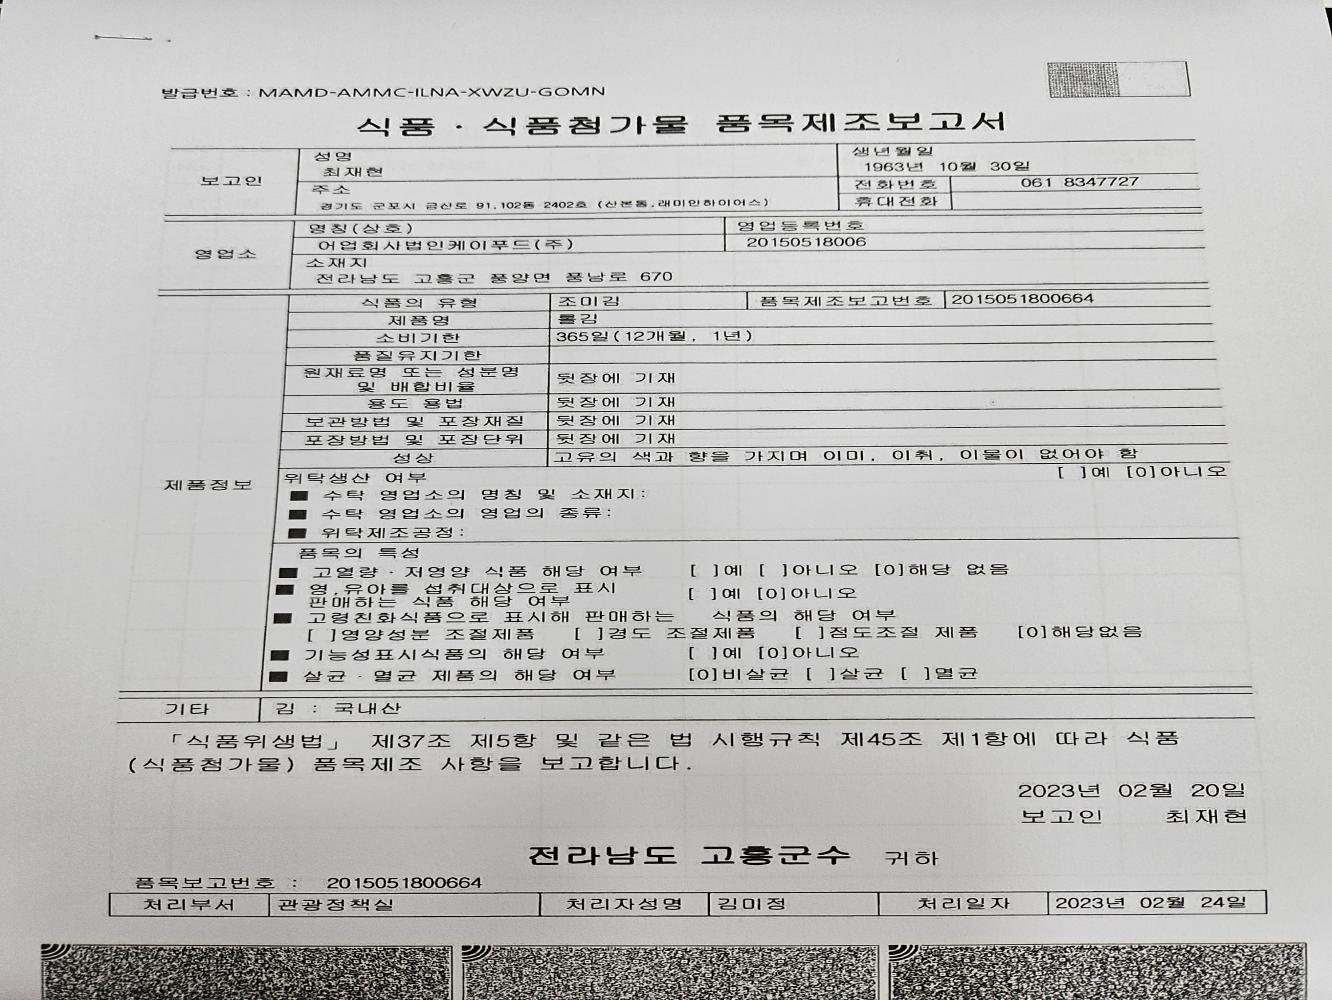 발급번호 : MAMD-AMMC-ILNA-XWZU-GOMN
식품 · 식품첨가물 품목제조보고서
보고인
성명
최재현
생년월일
1963년 10월 30일
주소
경기도 군포시 금산로 91,102동 2402호 (산본동,래미안하이어스)
전화번호 061 8347727
휴대전화
영업소
명칭(상호)
어업회사법인케이푸드(주)
영업등록번호
20150518006
소재지
전라남도 고흥군 풍양면 풍남로 670
제품정보
식품의 유형 조미김 품목제조보고번호 2015051800664
제품명 롤김
소비기한 365일(12개월, 1년)
품질유지기한
원재료명 또는 성분명
및 배합비율 뒷장에 기재
용도 용법 뒷장에 기재
보관방법 및 포장재질 뒷장에 기재
포장방법 및 포장단위 뒷장에 기재
성상 고유의 색과 향을 가지며 이미, 이취, 이물이 없어야 함
위탁생산 여부 [ ]예 [O]아니오
■ 수탁 영업소의 명칭 및 소재지:
■ 수탁 영업소의 영업의 종류:
■ 위탁제조공정:
품목의 특성
■ 고열량·저영양 식품 해당 여부 [ ]예 [ ]아니오 [O]해당 없음
■ 영,유아를 섭취대상으로 표시
판매하는 식품 해당 여부 [ ]예 [O]아니오
■ 고령친화식품으로 표시해 판매하는 식품의 해당 여부
[ ]영양성분 조절제품 [ ]경도 조절제품 [ ]점도조절 제품 [O]해당없음
■ 기능성표시식품의 해당 여부 [ ]예 [O]아니오
■ 살균·멸균 제품의 해당 여부 [O]비살균 [ ]살균 [ ]멸균
기타 김 : 국내산
「식품위생법」 제37조 제5항 및 같은 법 시행규칙 제45조 제1항에 따라 식품
(식품첨가물) 품목제조 사항을 보고합니다.
2023년 02월 20일
보고인 최재현
전라남도 고흥군수 귀하
품목보고번호 : 2015051800664
처리부서 관광정책실 처리자성명 김미정 처리일자 2023년 02월 24일